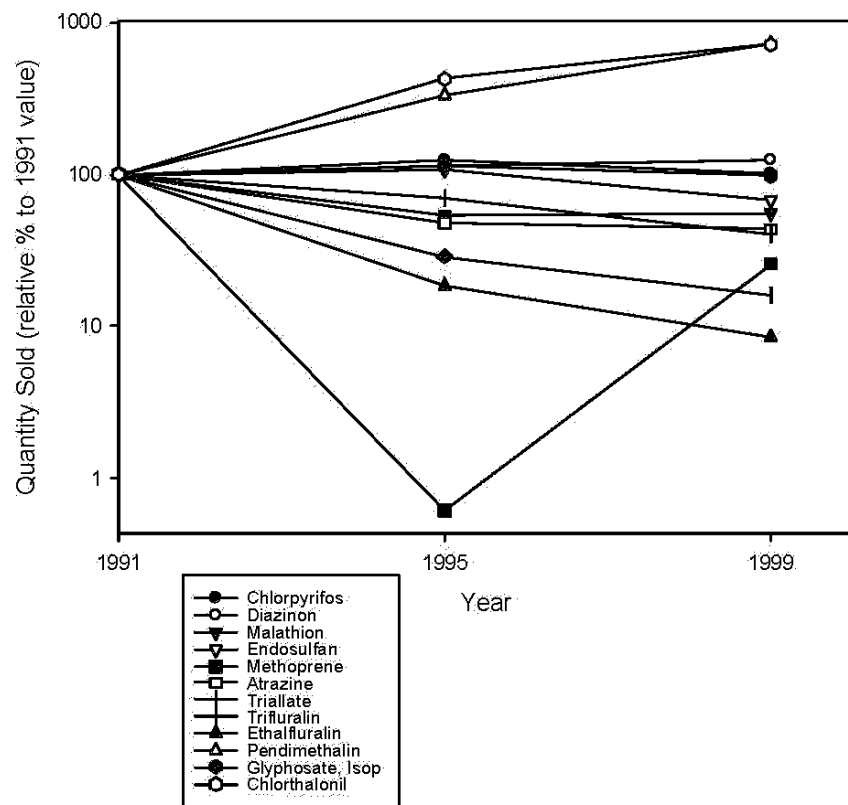 1000
100
10
1
Quantity Sold (relative % to 1991 value)
1991
1995
1999
Year
Chlorpyrifos
Diazinon
Malathion
Endosulfan
Methoprene
Atrazine
Triallate
Trifluralin
Ethalfluralin
Pendimethalin
Glyphosate, Isop
Chlorthalonil